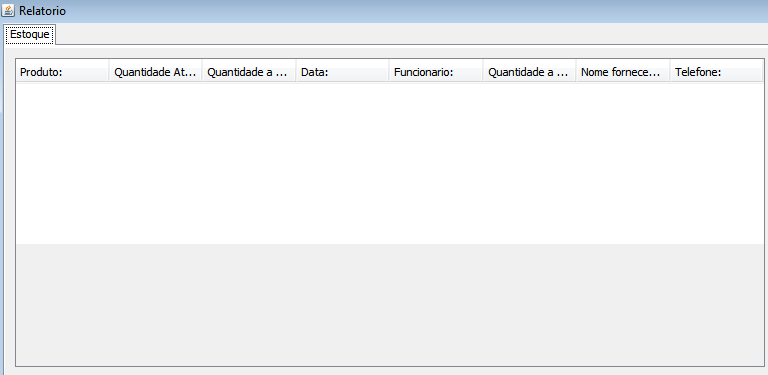 Relatorio
Estoque
Produto: Quantidade At... Quantidade a ... Data: Funcionario: Quantidade a ... Nome fornece... Telefone: